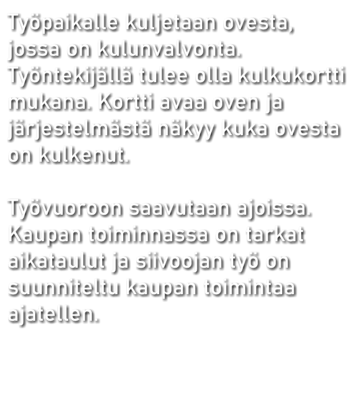 Työpaikalle kuljetaan ovesta,
jossa on kulunvalvonta.
Työntekijällä tulee olla kulkukortti
mukana. Kortti avaa oven ja
järjestelmästä näkyy kuka ovesta
on kulkenut.

Työvuoroon saavutaan ajoissa.
Kaupan toiminnassa on tarkat
aikataulut ja siivoojan työ on
suunniteltu kaupan toimintaa
ajatellen.